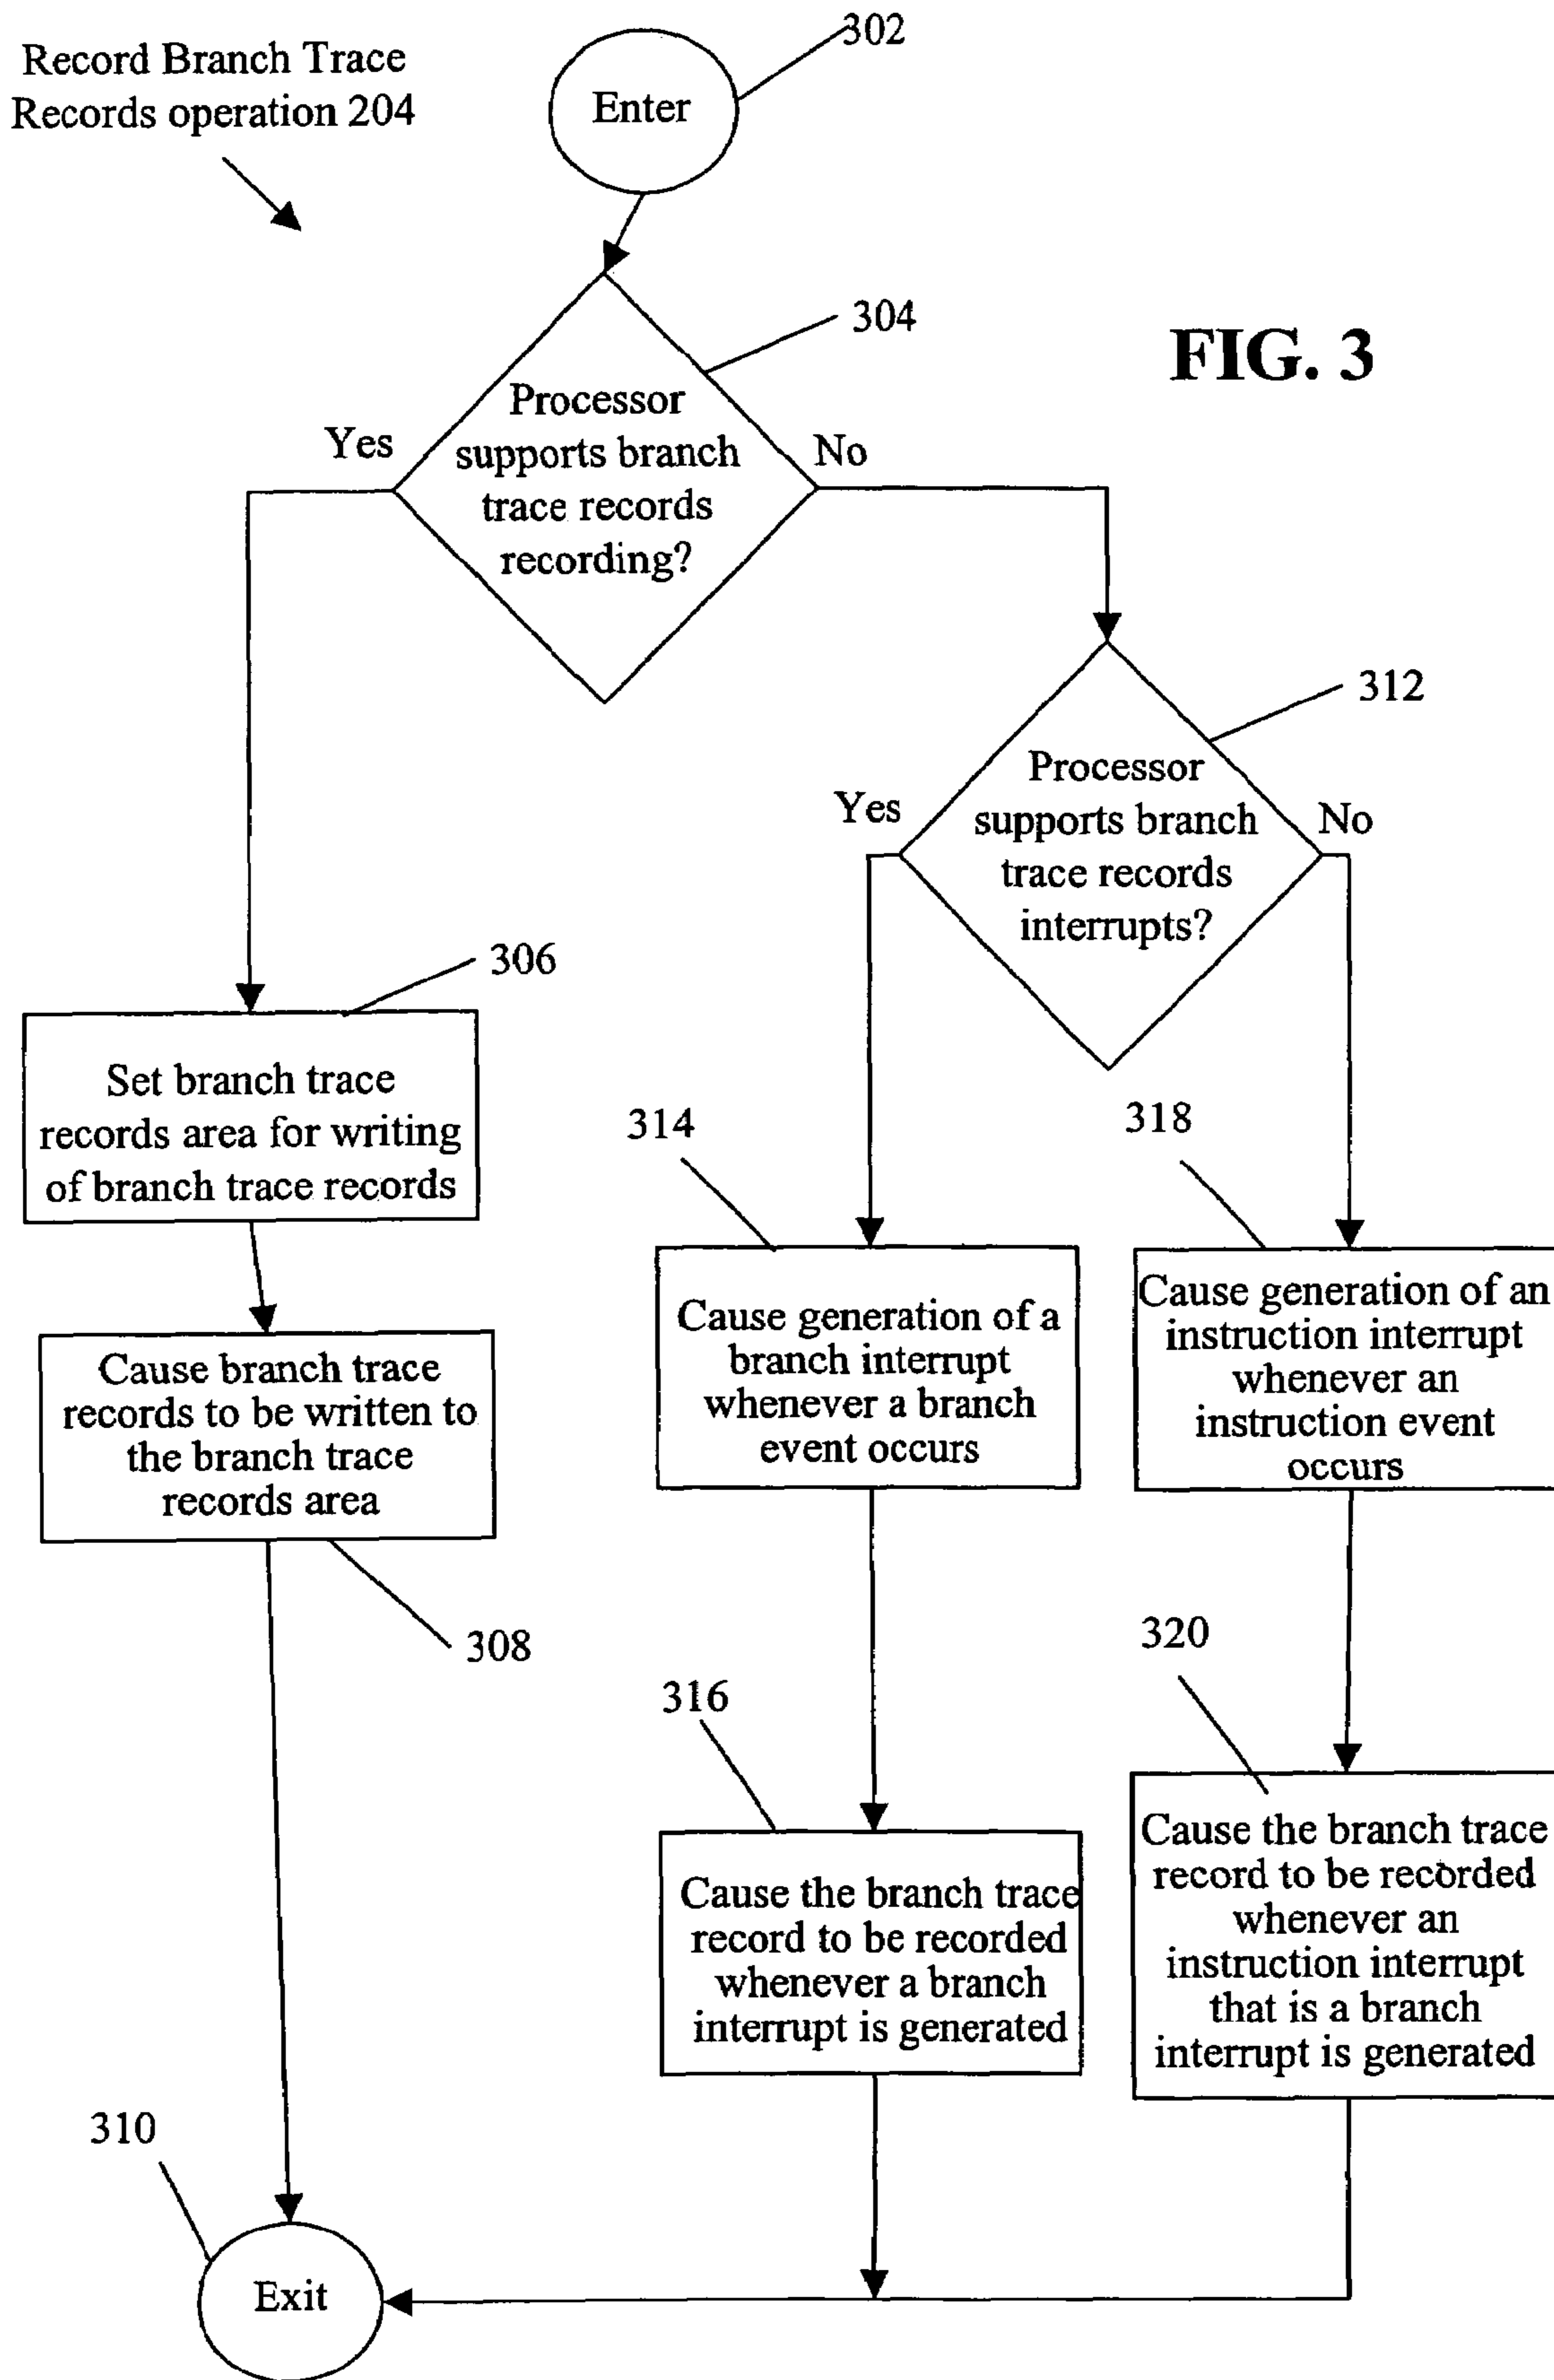 Record Branch Trace
Records operation 204
302
Enter
304
FIG. 3
Processor
supports branch
trace records
recording?
Yes
No
312
Processor
supports branch
trace records
interrupts?
Yes
No
306
Set branch trace
records area for writing
of branch trace records
314
318
Cause generation of a
branch interrupt
whenever a branch
event occurs
Cause generation of an
instruction interrupt
whenever an
instruction event
occurs
Cause branch trace
records to be written to
the branch trace
records area
308
316
320
Cause the branch trace
record to be recorded
whenever a branch
interrupt is generated
Cause the branch trace
record to be recorded
whenever an
instruction interrupt
that is a branch
interrupt is generated
310
Exit